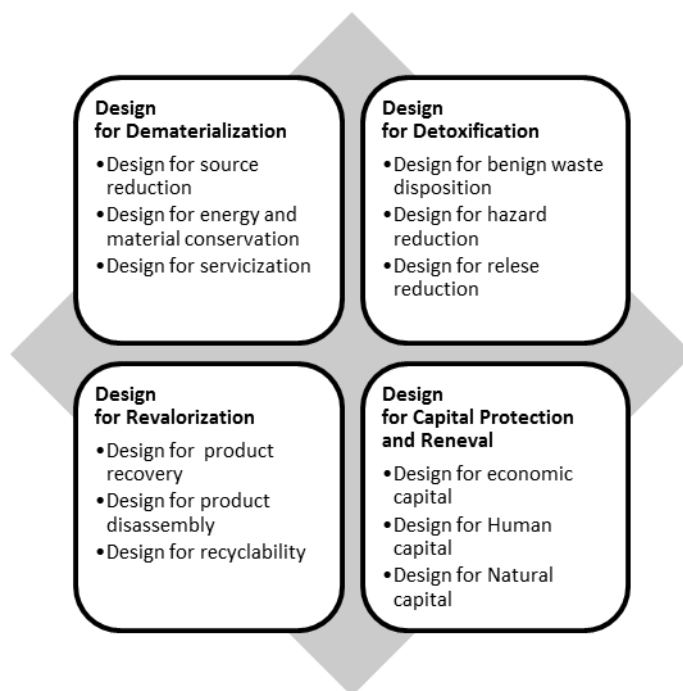 Design
for Dematerialization
•Design for source
reduction
•Design for energy and
material conservation
•Design for servicization
Design
for Detoxification
•Design for benign waste
disposition
•Design for hazard
reduction
•Design for relese
reduction
Design
for Revalorization
•Design for product
recovery
•Design for product
disassembly
•Design for recyclability
Design
for Capital Protection
and Reneval
•Design for economic
capital
•Design for Human
capital
•Design for Natural
capital